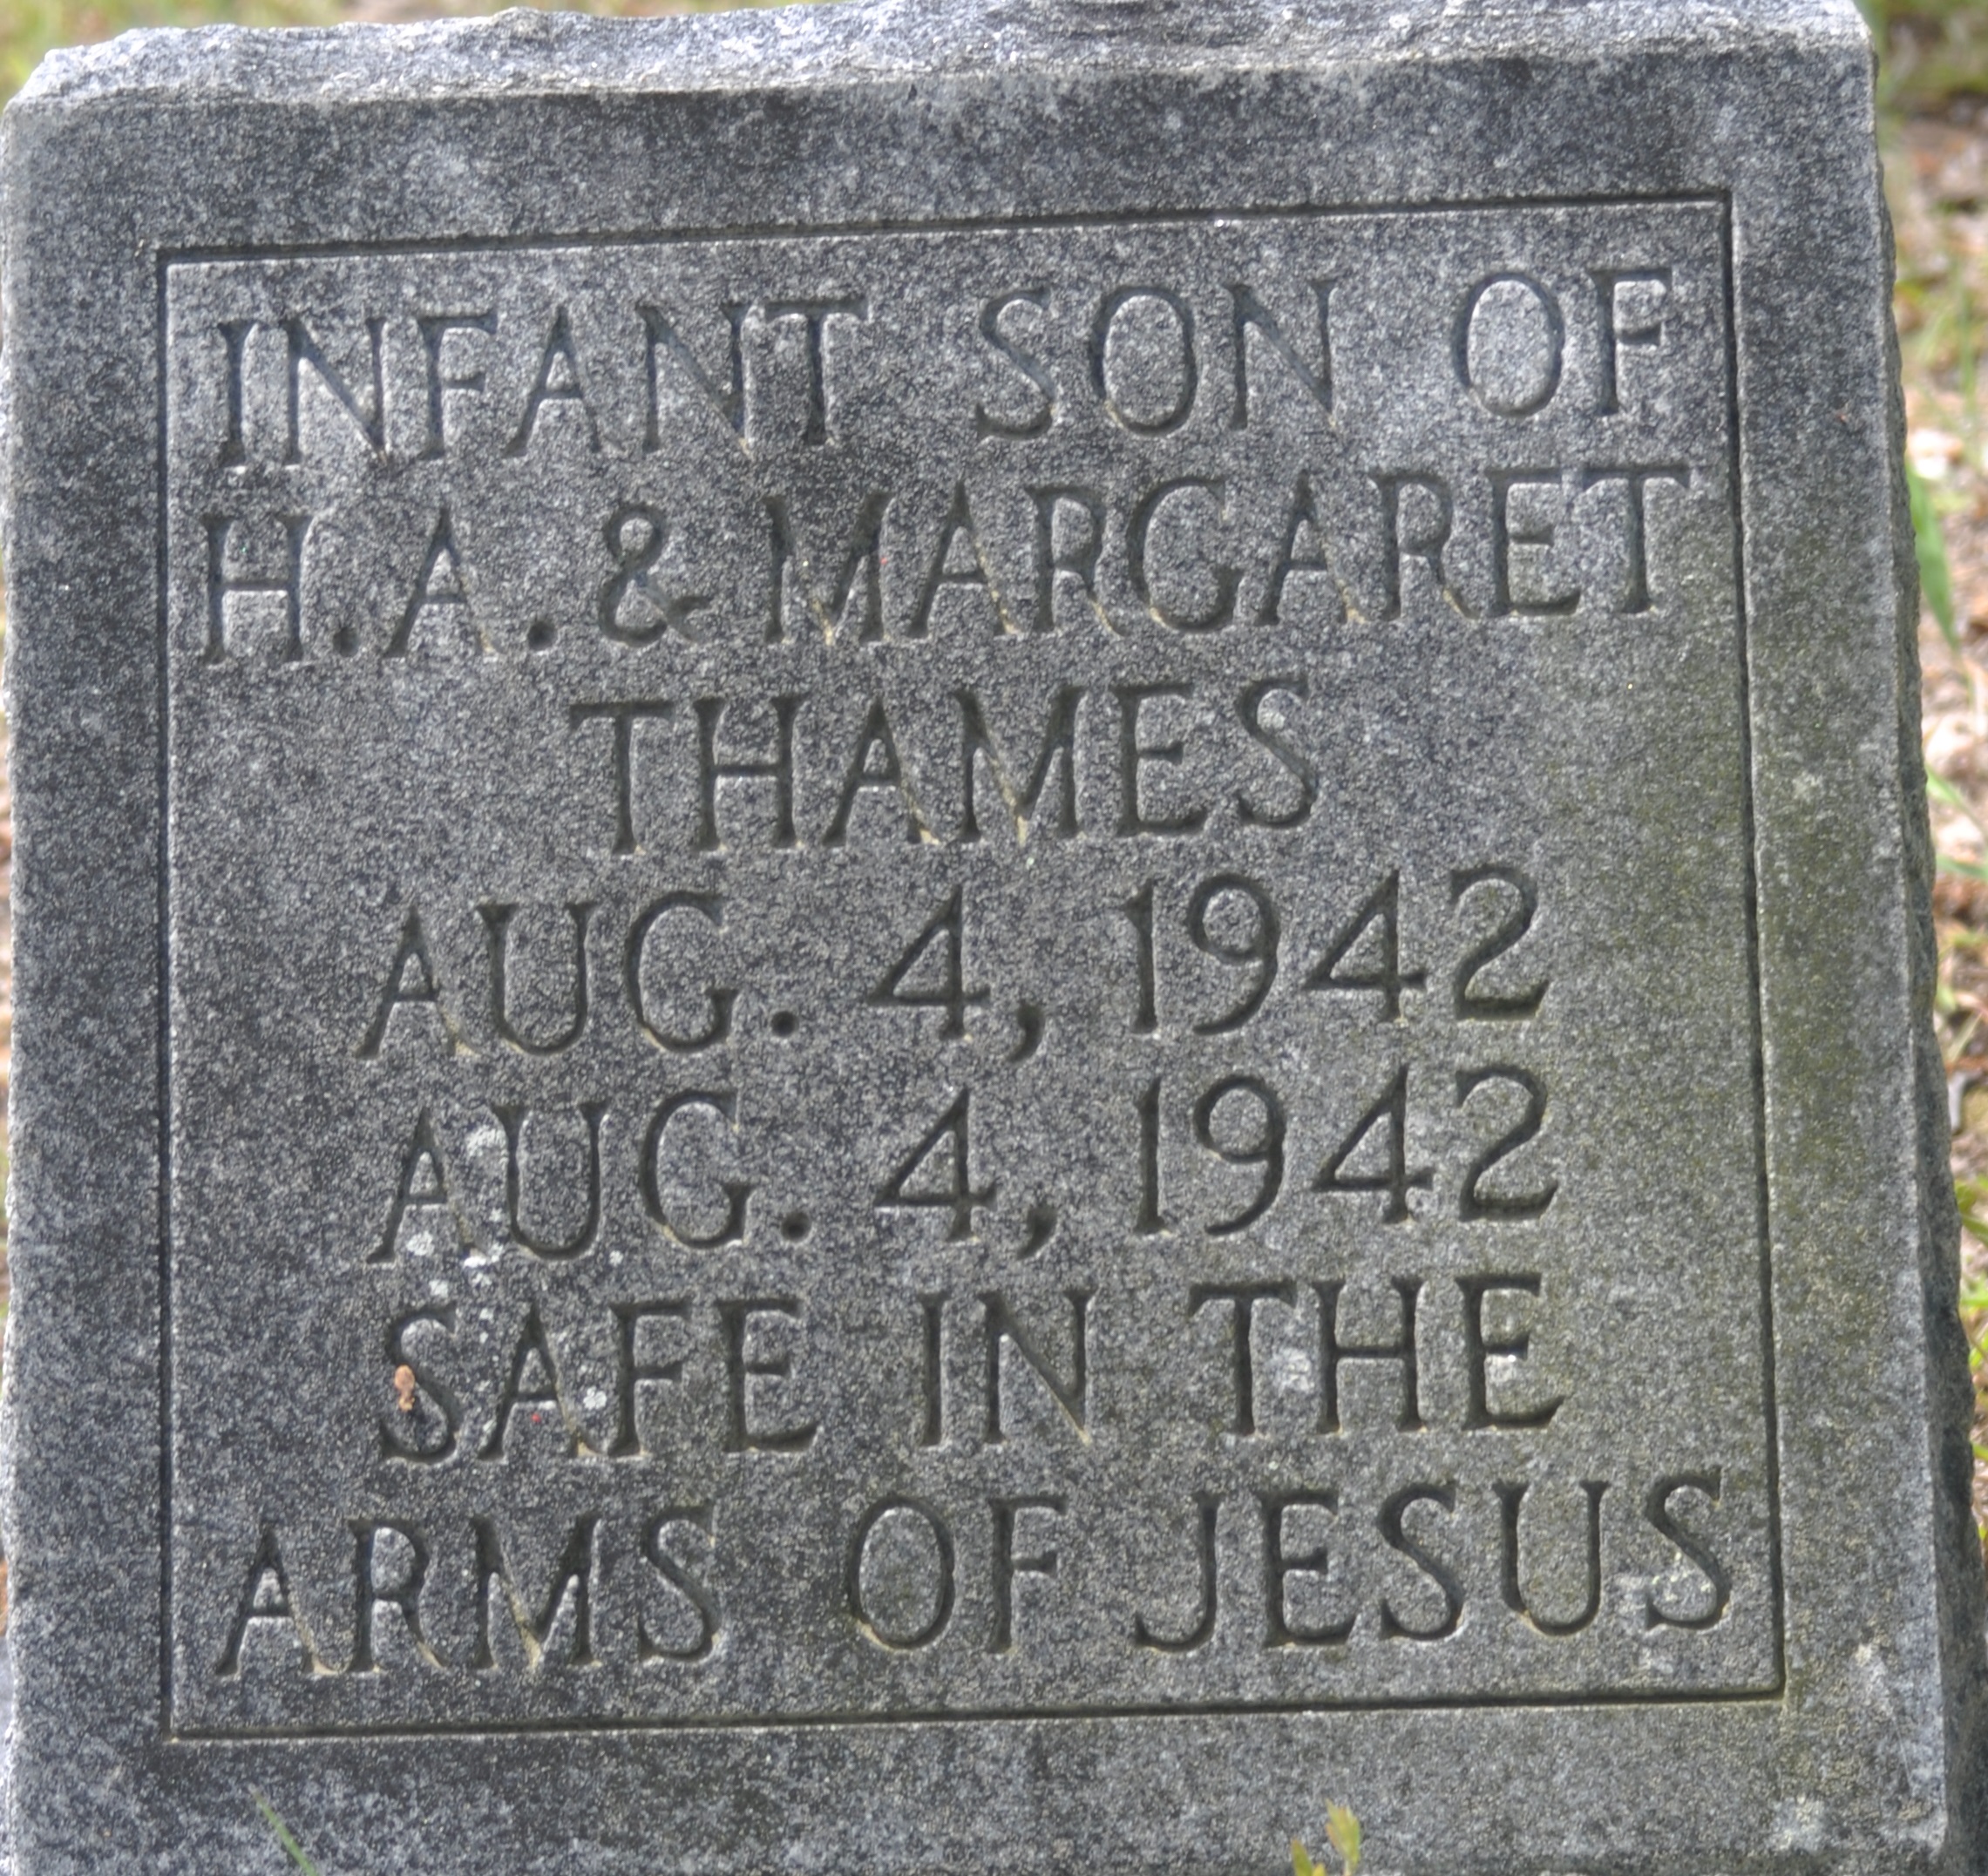 INFANT SON OF
H.A. & MARGARET
THAMES
AUG. 4, 1942
AUG. 4, 1942
SAFE IN THE
ARMS OF JESUS